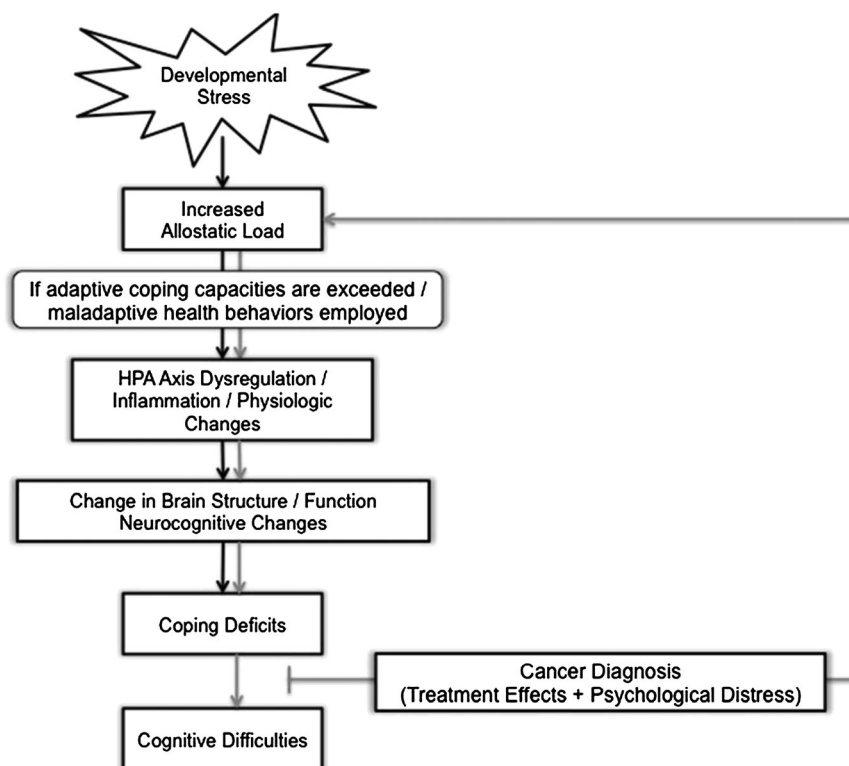 Developmental
Stress
Increased
Allostatic Load
If adaptive coping capacities are exceeded /
maladaptive health behaviors employed
HPA Axis Dysregulation /
Inflammation / Physiologic
Changes
Change in Brain Structure / Function
Neurocognitive Changes
Coping Deficits
Cancer Diagnosis
(Treatment Effects + Psychological Distress)
Cognitive Difficulties